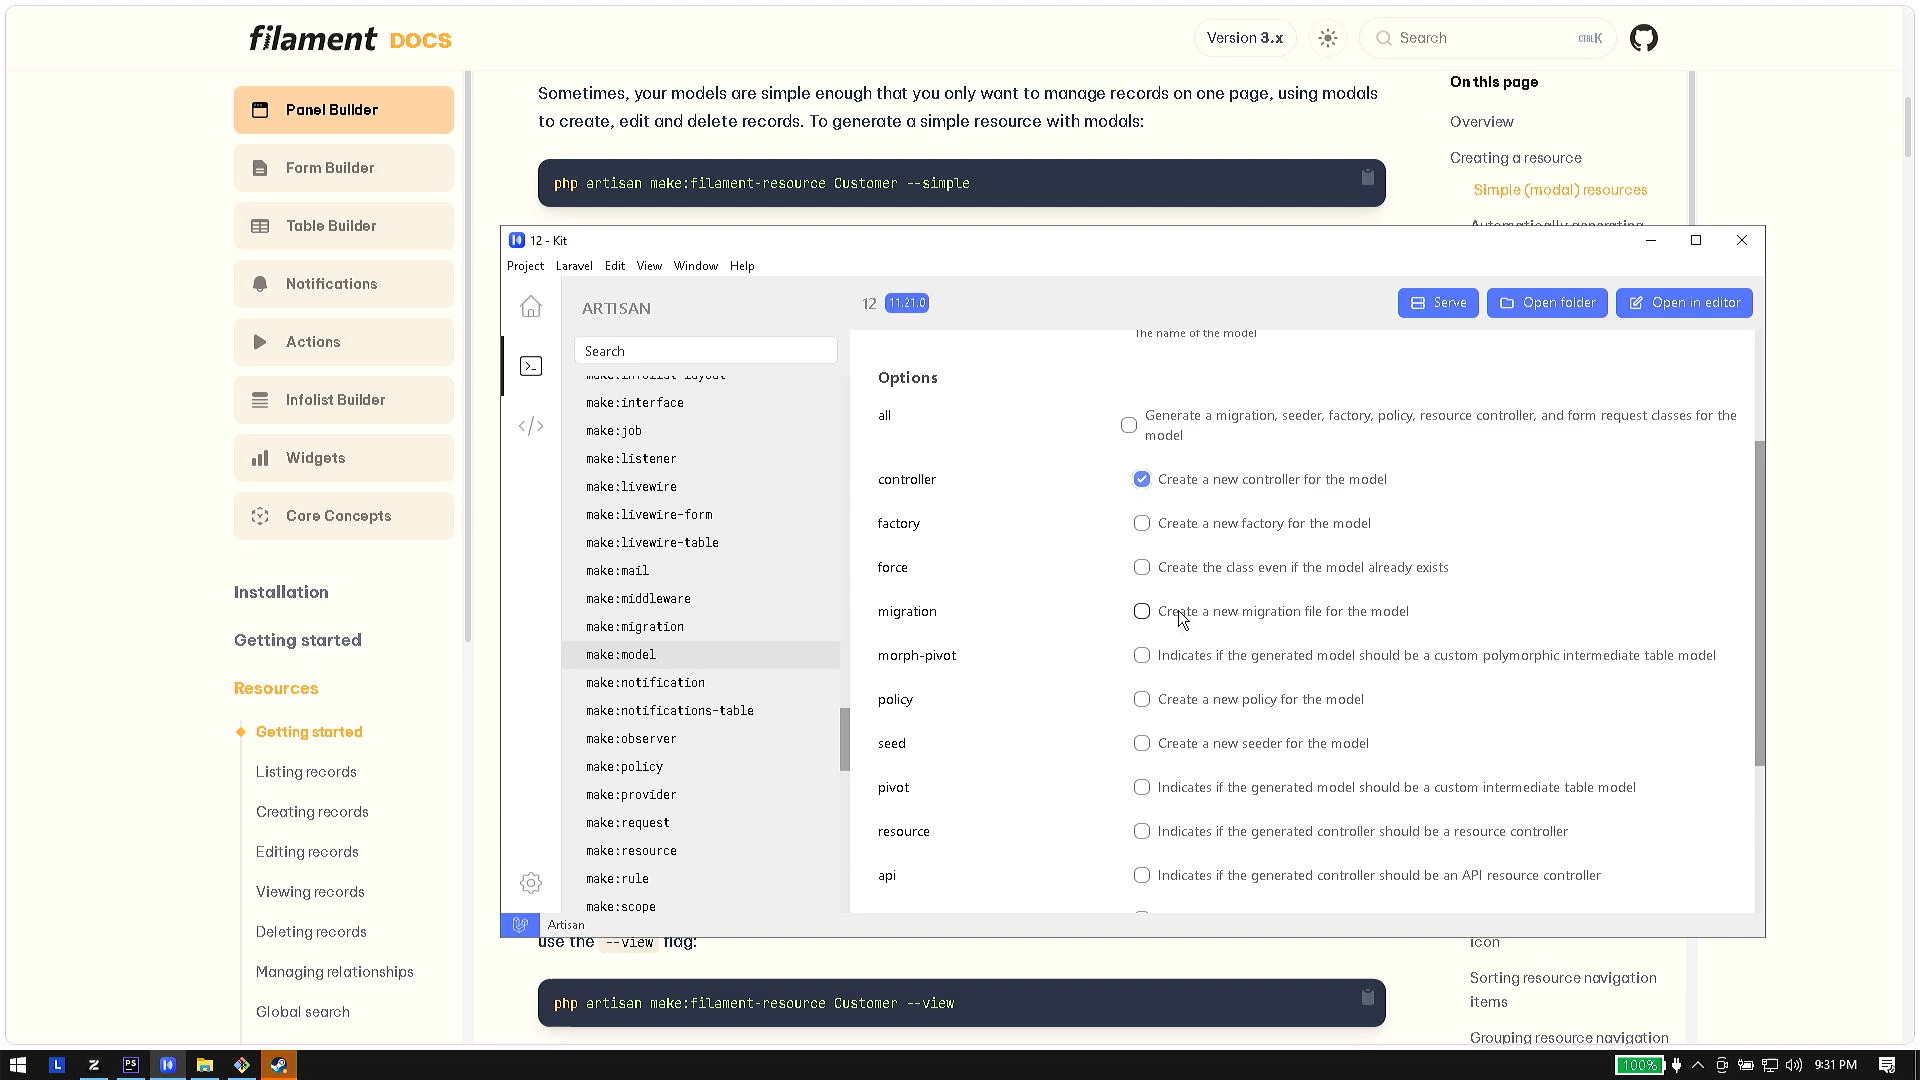 filament DOCS
Version 3.x
Search
CTRL K
Panel Builder
Form Builder
Table Builder
Notifications
Actions
Infolist Builder
Widgets
Core Concepts
Installation
Getting started
Resources
Getting started
Listing records
Creating records
Editing records
Viewing records
Deleting records
Managing relationships
Global search
Sometimes, your models are simple enough that you only want to manage records on one page, using modals
to create, edit and delete records. To generate a simple resource with modals:
php artisan make:filament-resource Customer --simple
On this page
Overview
Creating a resource
Simple (modal) resources
Automatically generating
12 - Kit
Project Laravel Edit View Window Help
ARTISAN
Search
make:infolist-layout
make:interface
make:job
make:listener
make:livewire
make:livewire-form
make:livewire-table
make:mail
make:middleware
make:migration
make:model
make:notification
make:notifications-table
make:observer
make:policy
make:provider
make:request
make:resource
make:rule
make:scope
12 11.21.0
Serve
Open folder
Open in editor
The name of the model
Options
all
Generate a migration, seeder, factory, policy, resource controller, and form request classes for the
model
controller
Create a new controller for the model
factory
Create a new factory for the model
force
Create the class even if the model already exists
migration
Create a new migration file for the model
morph-pivot
Indicates if the generated model should be a custom polymorphic intermediate table model
policy
Create a new policy for the model
seed
Create a new seeder for the model
pivot
Indicates if the generated model should be a custom intermediate table model
resource
Indicates if the generated controller should be a resource controller
api
Indicates if the generated controller should be an API resource controller
Artisan
use the --view flag:
php artisan make:filament-resource Customer --view
icon
Sorting resource navigation
items
Grouping resource navigation
L
Z
PS
100%
9:31 PM